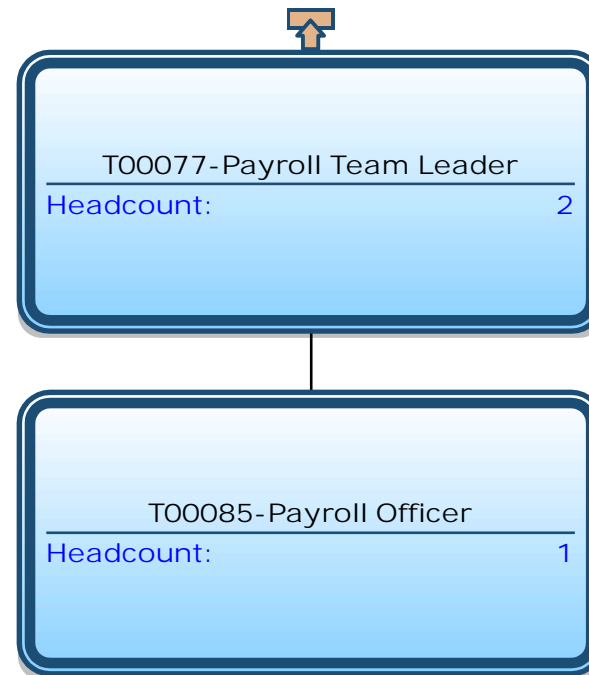 T00077-Payroll Team Leader
Headcount: 2
T00085-Payroll Officer
Headcount: 1